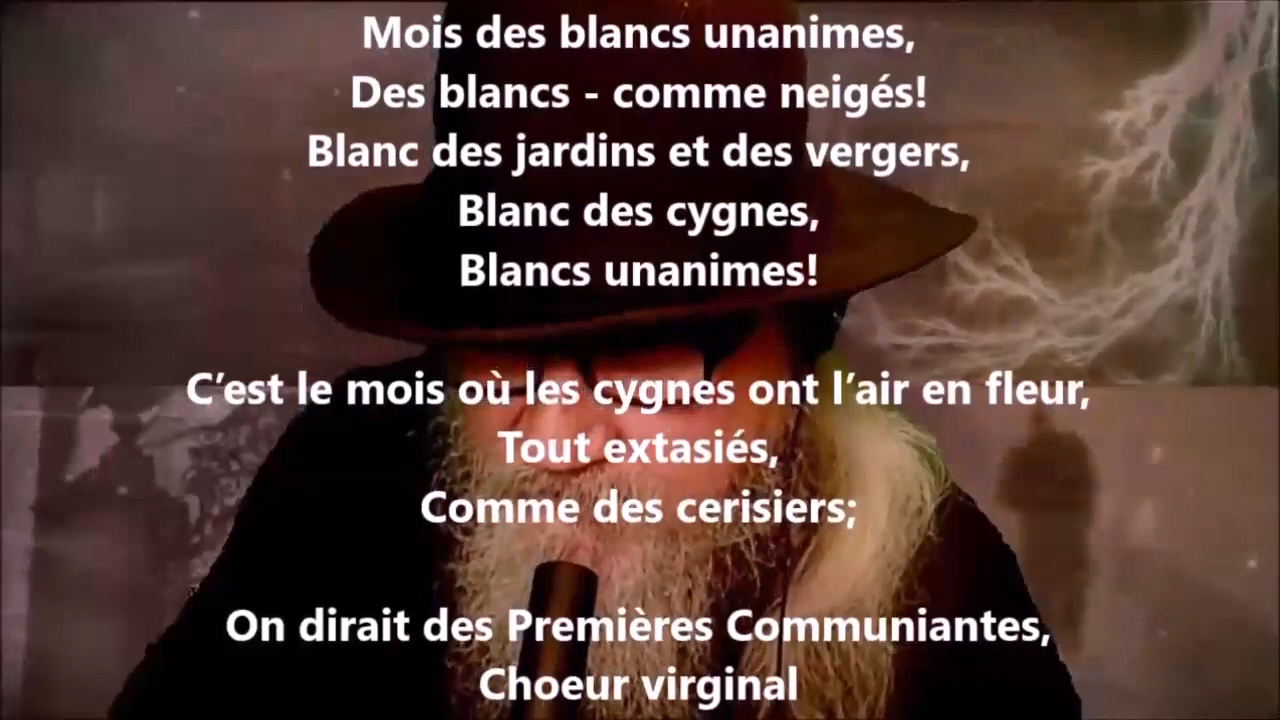 Mois des blancs unanimes,
Des blancs - comme neigés!
Blanc des jardins et des vergers,
Blanc des cygnes,
Blancs unanimes!
C’est le mois où les cygnes ont l’air en fleur,
Tout extasiés,
Comme des cerisiers;
On dirait des Premières Communiantes,
Choeur virginal